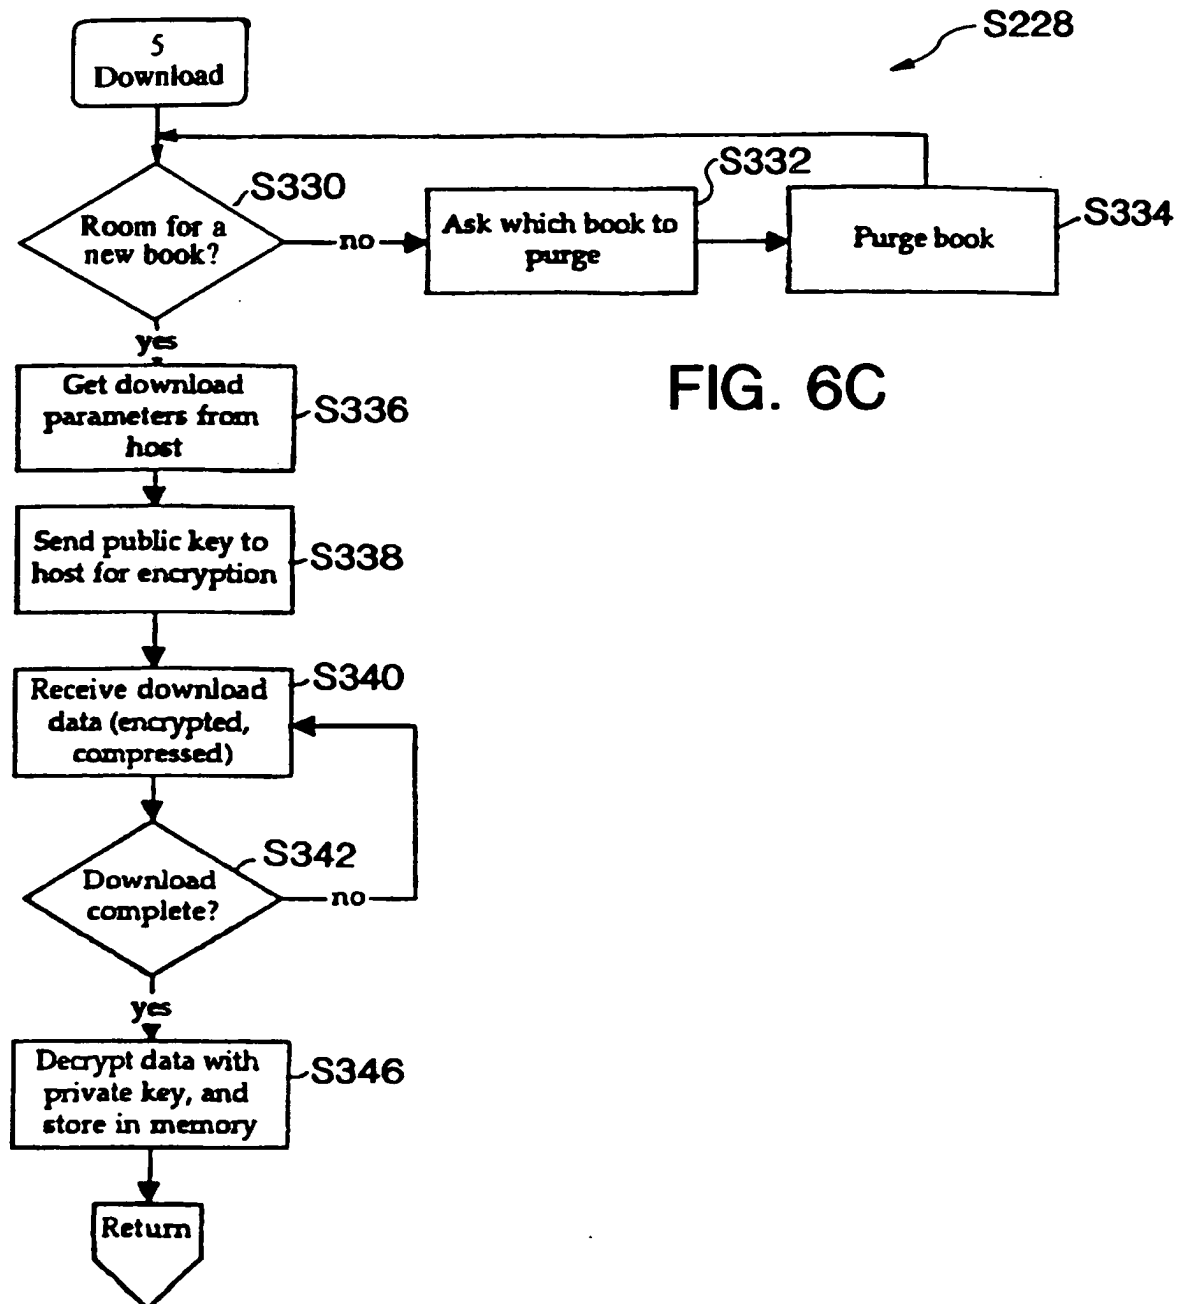 S228
5
Download
S330
Room for a
new book?
no
S332
Ask which book to
purge
S334
Purge book
yes
FIG. 6C
Get download
parameters from
host
S336
Send public key to
host for encryption
S338
Receive download
data (encrypted,
compressed)
S340
S342
Download
complete?
no
yes
Decrypt data with
private key, and
store in memory
S346
Return